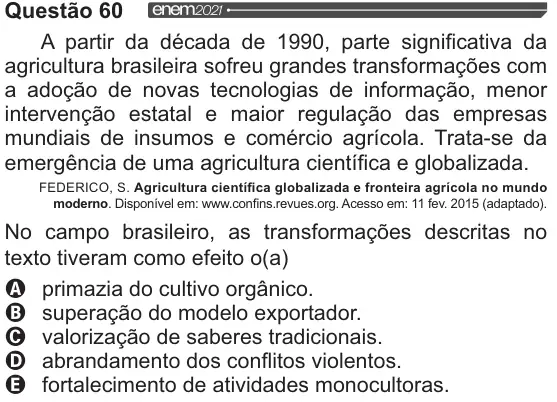 Questão 60 enem2021
A partir da década de 1990, parte significativa da
agricultura brasileira sofreu grandes transformações com
a adoção de novas tecnologias de informação, menor
intervenção estatal e maior regulação das empresas
mundiais de insumos e comércio agrícola. Trata-se da
emergência de uma agricultura científica e globalizada.
FEDERICO, S. Agricultura científica globalizada e fronteira agrícola no mundo
moderno. Disponível em: www.confins.revues.org. Acesso em: 11 fev. 2015 (adaptado).
No campo brasileiro, as transformações descritas no
texto tiveram como efeito o(a)
A primazia do cultivo orgânico.
B superação do modelo exportador.
C valorização de saberes tradicionais.
D abrandamento dos conflitos violentos.
E fortalecimento de atividades monocultoras.